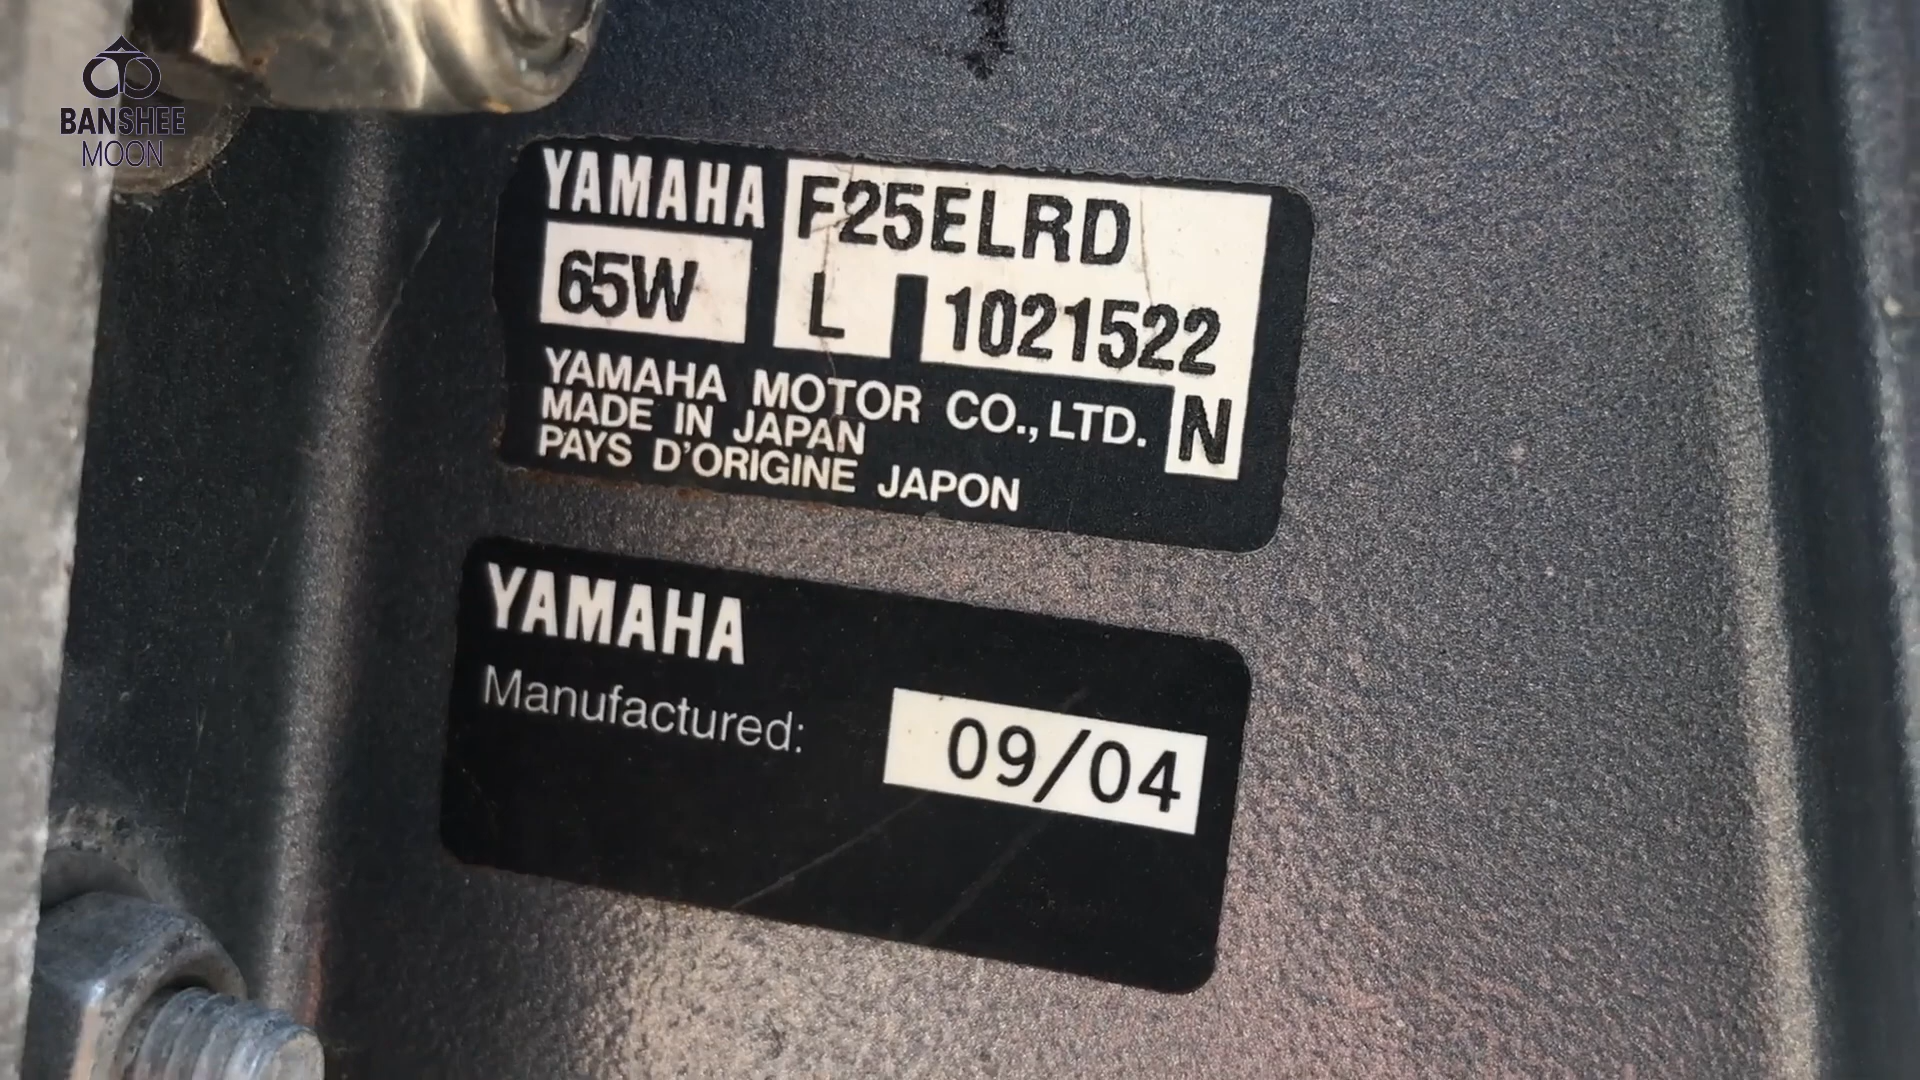 BANSHEE
MOON
YAMAHA F25ELRD
65W L 1021522
YAMAHA MOTOR CO., LTD. N
MADE IN JAPAN
PAYS D'ORIGINE JAPON
YAMAHA
Manufactured: 09/04